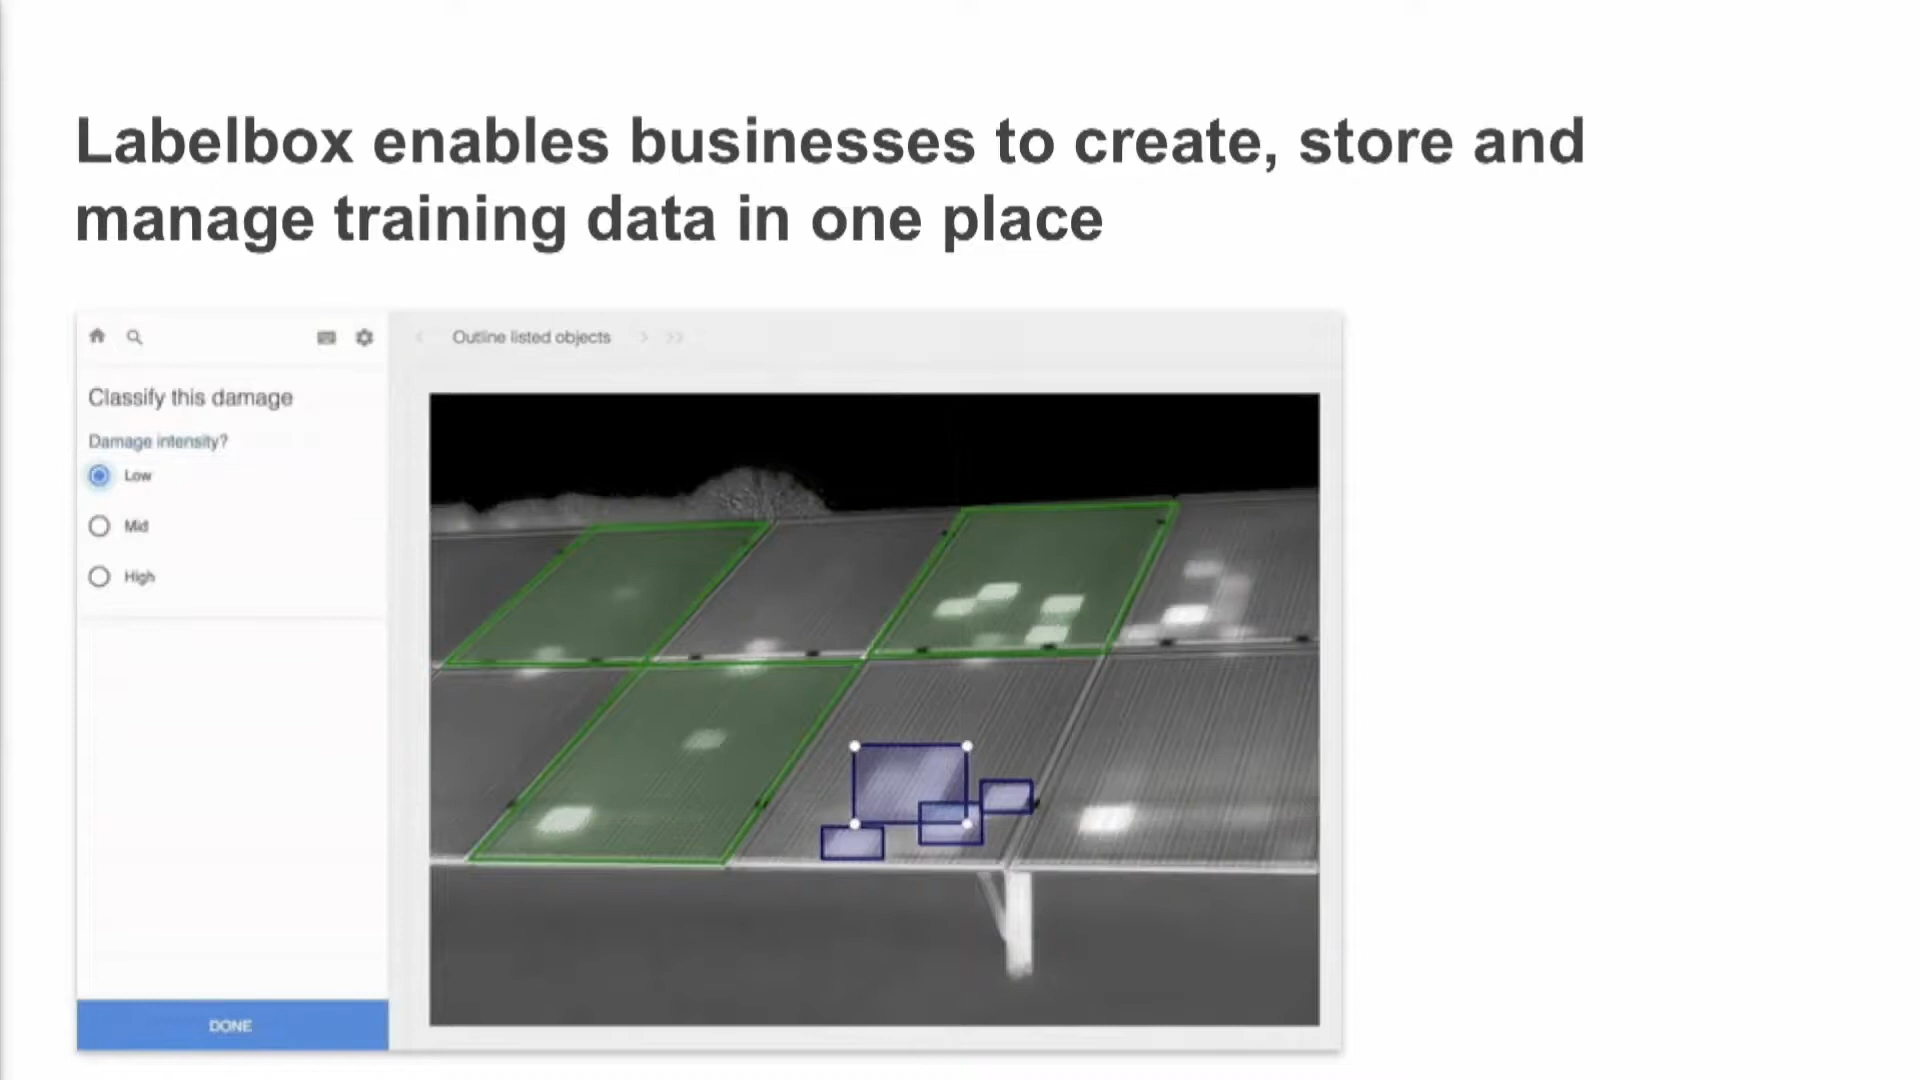 Labelbox enables businesses to create, store and
manage training data in one place
Outline listed objects
Classify this damage
Damage intensity?
Low
Mid
High
DONE